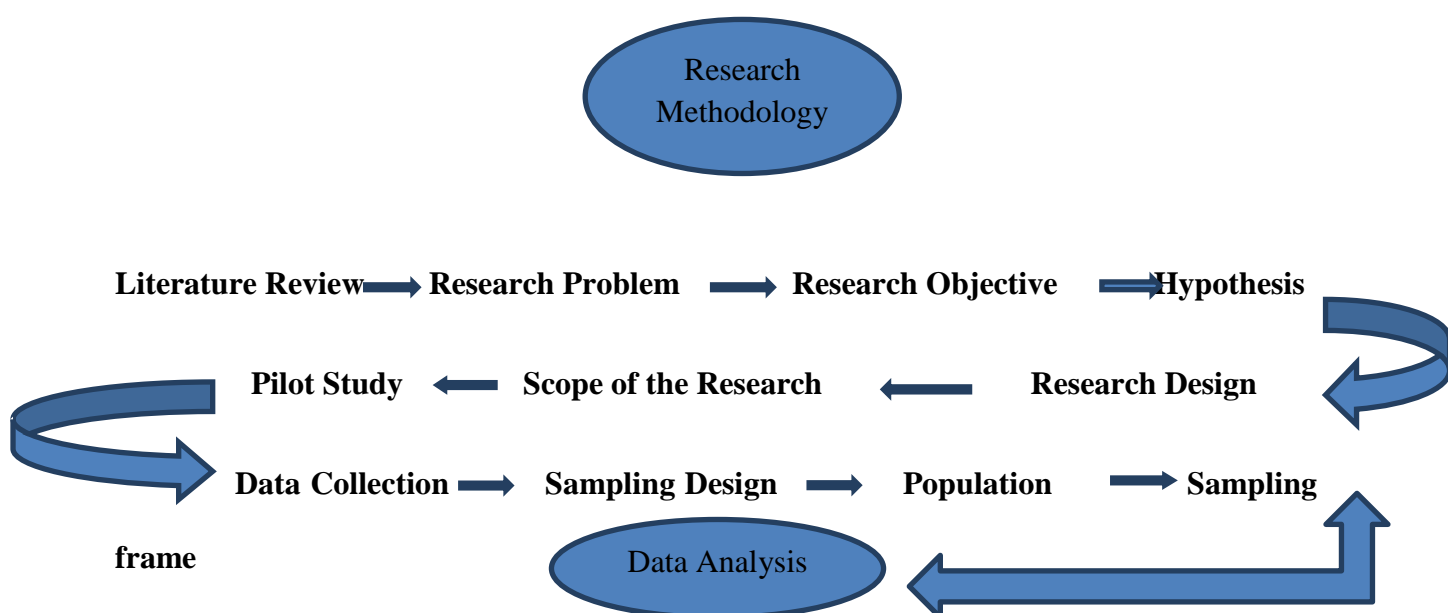 Research
Methodology
Literature Review Research Problem Research Objective Hypothesis
Pilot Study Scope of the Research Research Design
Data Collection Sampling Design Population Sampling
frame
Data Analysis